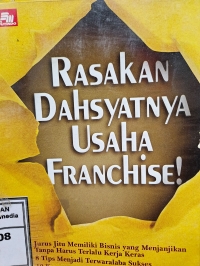 RASAKAN
DAHSYATNYA
USAHA
FRANCHISE!
AN
onedia
08
Jurus Jitu Memiliki Bisnis yang Menjanjikan
Tanpa Harus Terlalu Kerja Keras
Tips Menjadi Terwaralaba Sukses